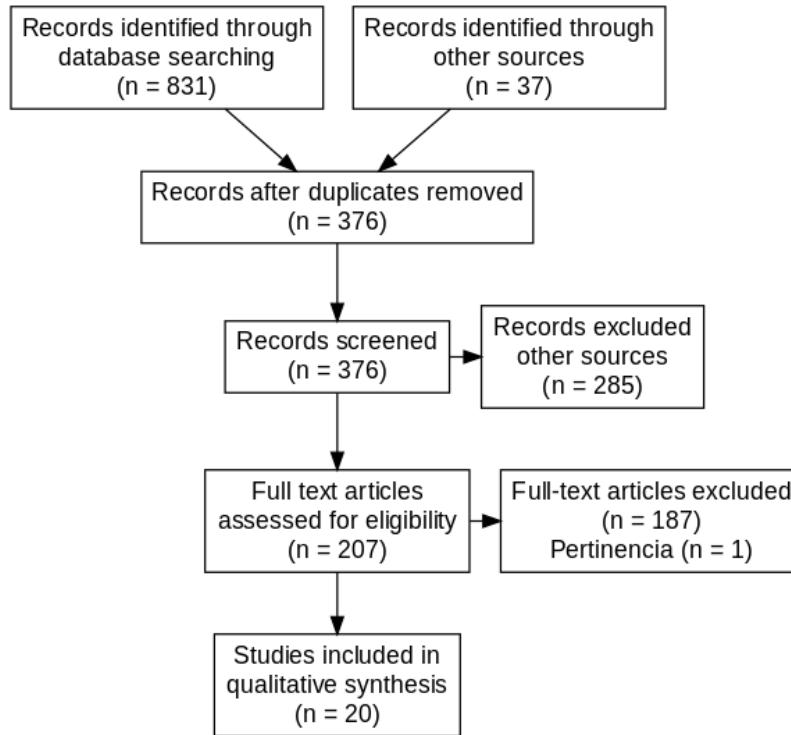 Records identified through
database searching
(n = 831)
Records identified through
other sources
(n = 37)
Records after duplicates removed
(n = 376)
Records screened
(n = 376)
Records excluded
other sources
(n = 285)
Full text articles
assessed for eligibility
(n = 207)
Full-text articles excluded
(n = 187)
Pertinencia (n = 1)
Studies included in
qualitative synthesis
(n = 20)